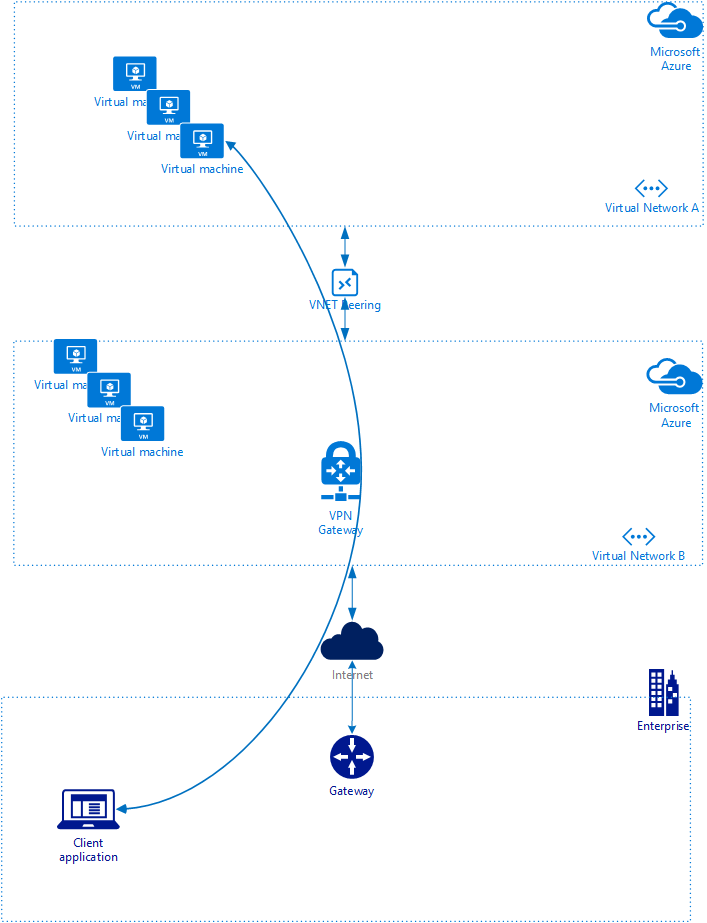 Microsoft
Azure
VM
Virtual ma
VM
Virtual ma
VM
Virtual machine
Virtual Network A
VNET Peering
VM
Virtual ma
VM
Virtual ma
VM
Virtual machine
Microsoft
Azure
VPN
Gateway
Virtual Network B
Internet
Enterprise
Gateway
Client
application